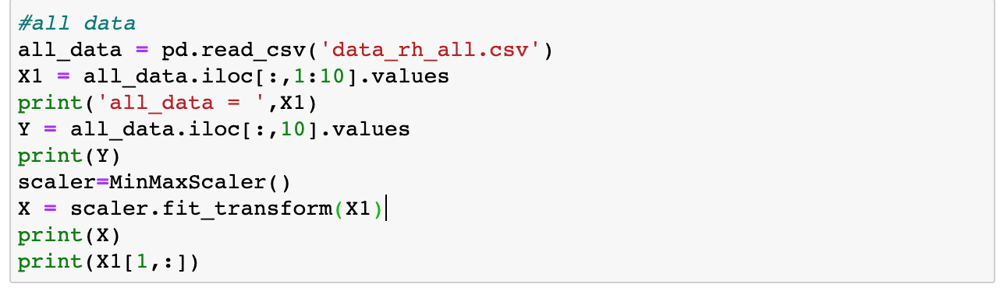 #all data
all_data = pd.read_csv('data_rh_all.csv')
X1 = all_data.iloc[:,1:10].values
print('all_data = ',X1)
Y = all_data.iloc[:,10].values
print(Y)
scaler=MinMaxScaler()
X = scaler.fit_transform(X1)
print(X)
print(X1[1,:])